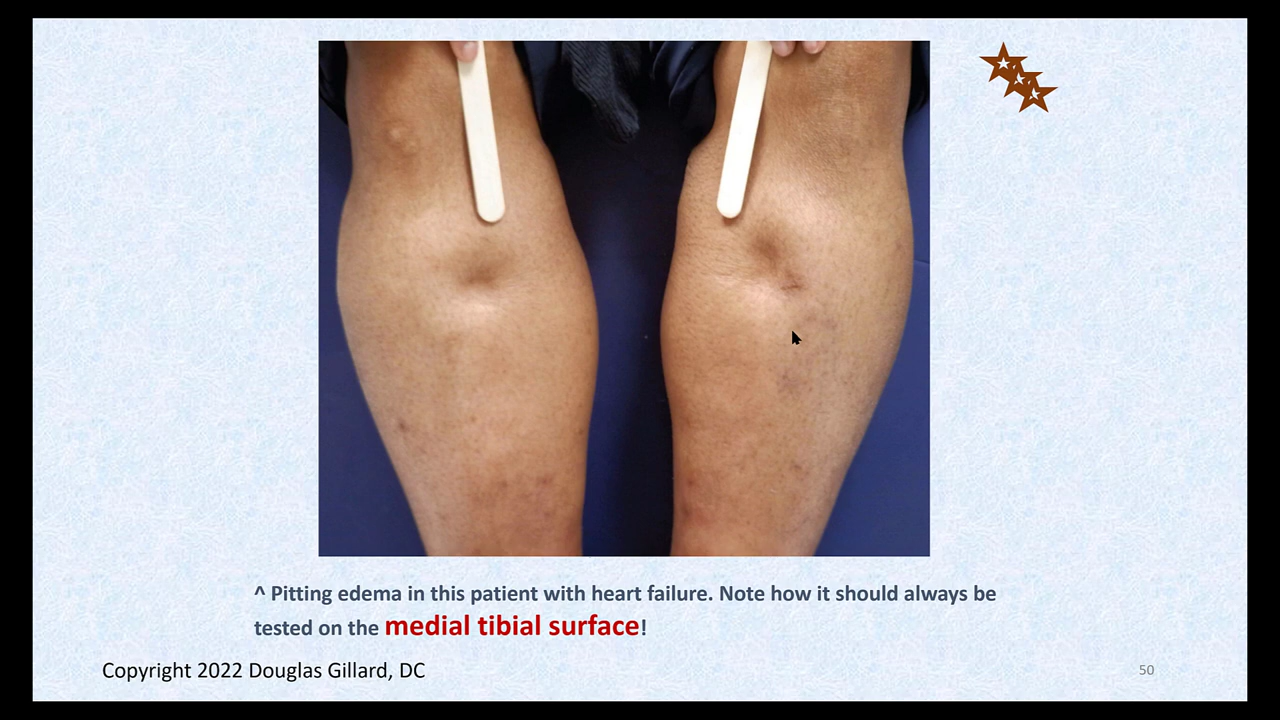 ^ Pitting edema in this patient with heart failure. Note how it should always be
tested on the medial tibial surface!
Copyright 2022 Douglas Gillard, DC
50